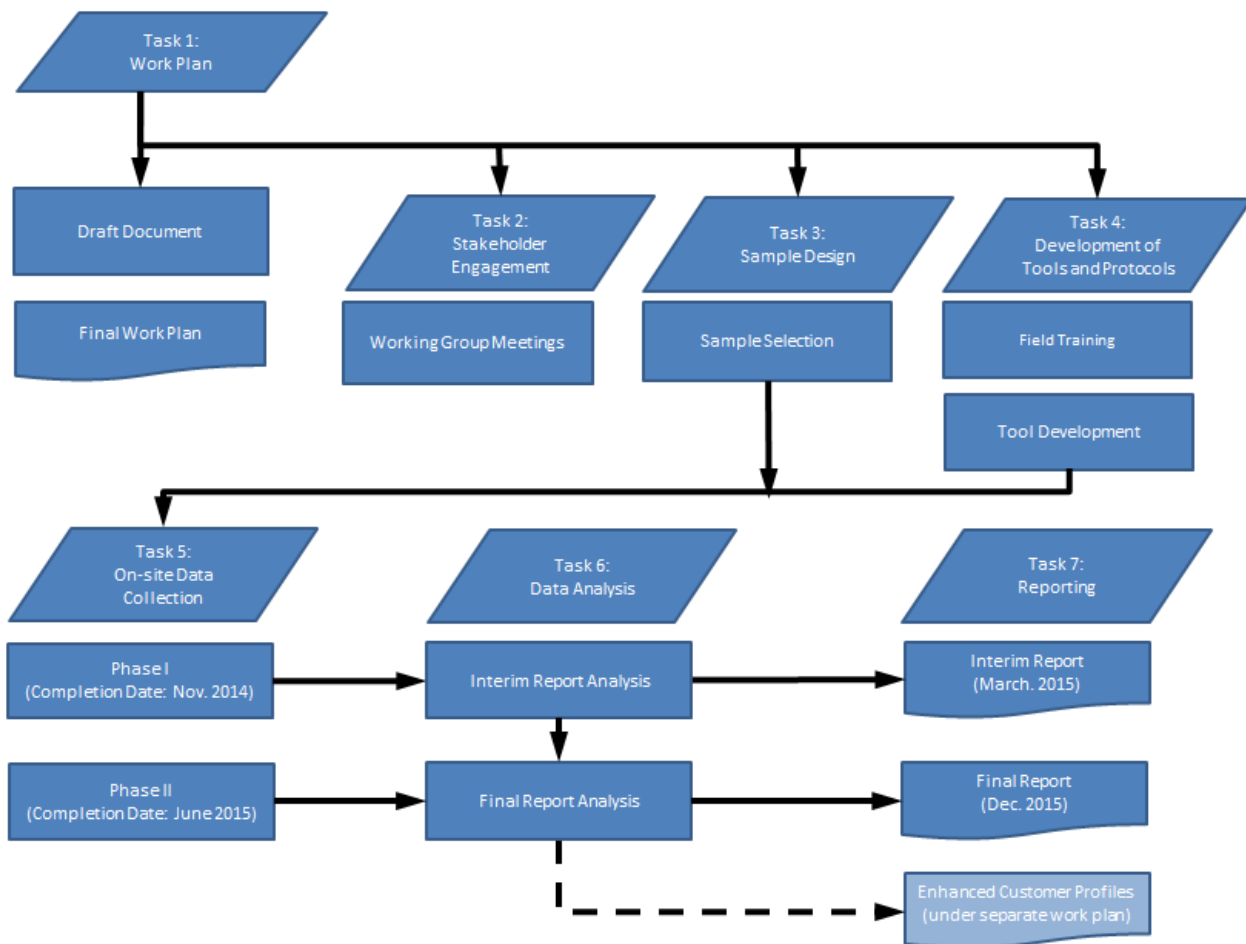 Task 1:
Work Plan
Draft Document
Final Work Plan
Task 2:
Stakeholder
Engagement
Working Group Meetings
Task 3:
Sample Design
Sample Selection
Task 4:
Development of
Tools and Protocols
Field Training
Tool Development
Task 5:
On-site Data
Collection
Task 6:
Data Analysis
Task 7:
Reporting
Phase I
(Completion Date: Nov. 2014)
Interim Report Analysis
Interim Report
(March. 2015)
Phase II
(Completion Date: June 2015)
Final Report Analysis
Final Report
(Dec. 2015)
Enhanced Customer Profiles
(under separate work plan)